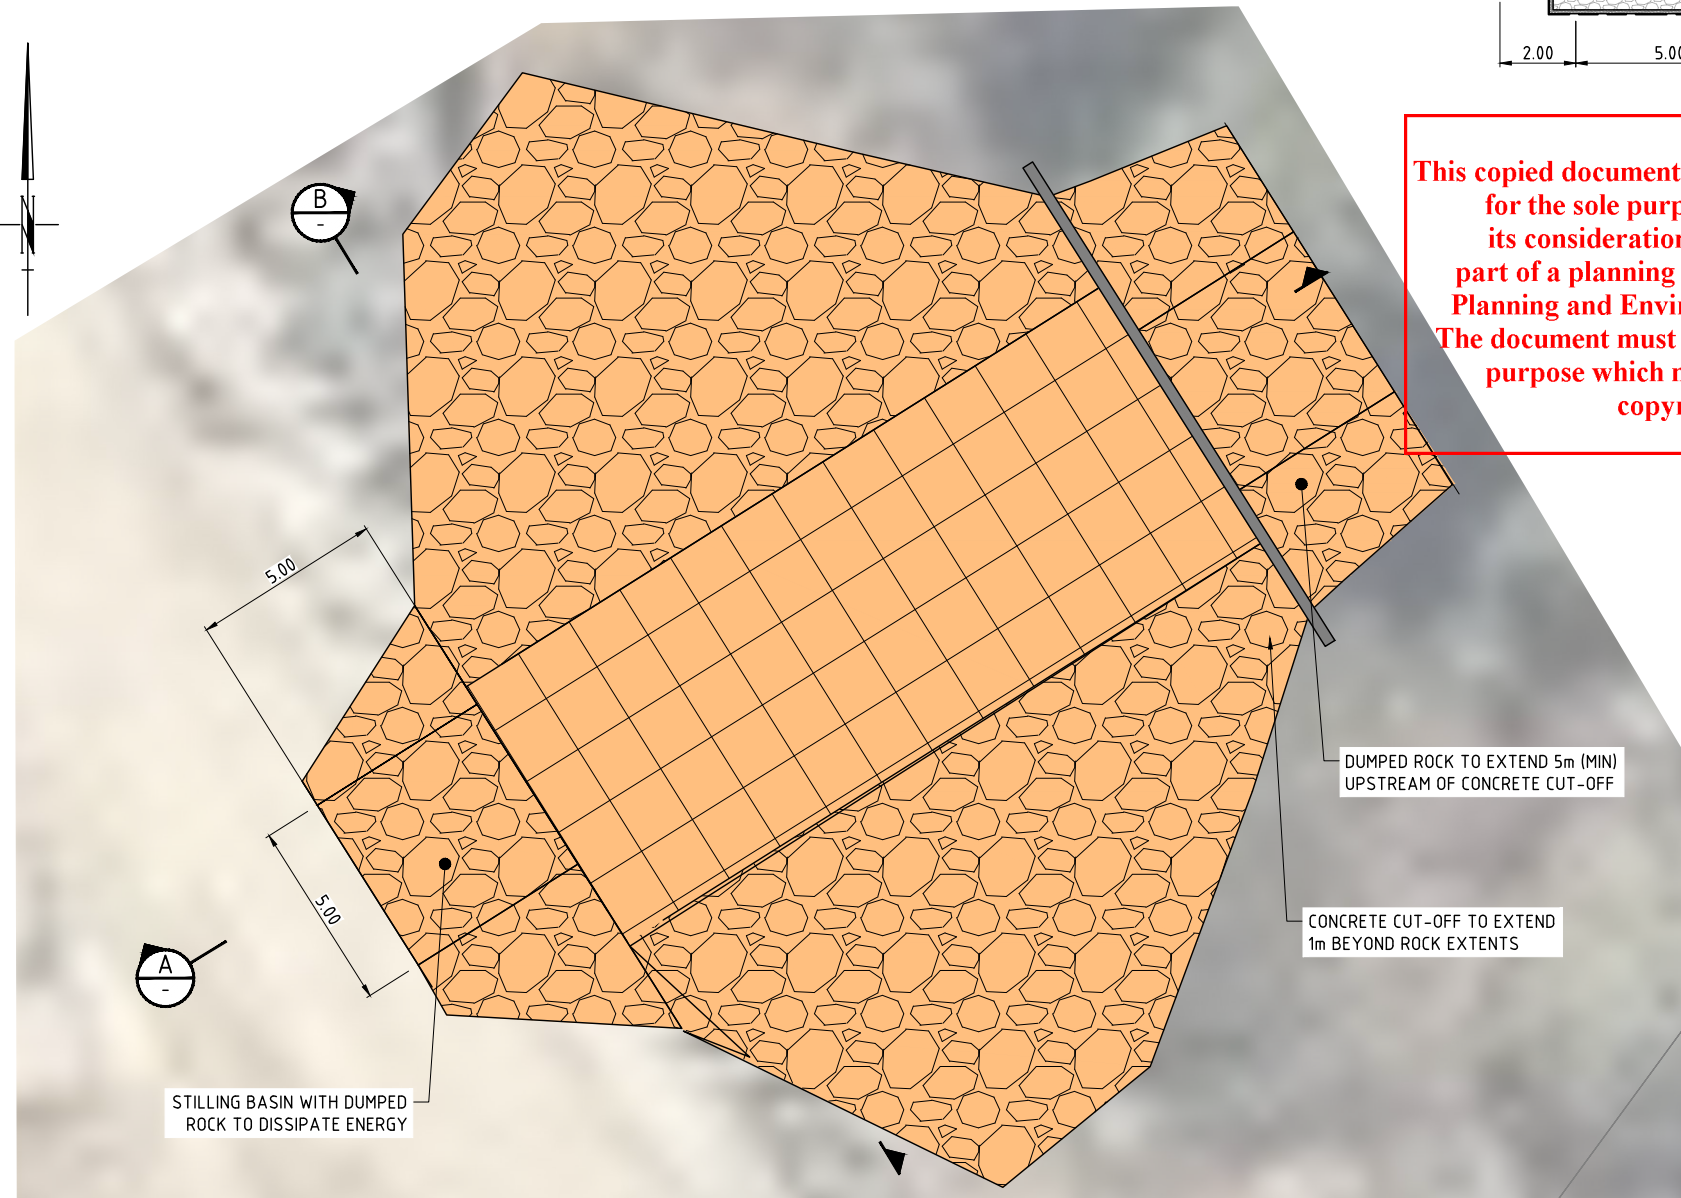 2.00
5.00
This copied document
for the sole purp
its consideration
part of a planning
Planning and Envir
The document must
purpose which m
copyr
B
-
5.00
DUMPED ROCK TO EXTEND 5m (MIN)
UPSTREAM OF CONCRETE CUT-OFF
5.00
CONCRETE CUT-OFF TO EXTEND
1m BEYOND ROCK EXTENTS
A
-
STILLING BASIN WITH DUMPED
ROCK TO DISSIPATE ENERGY